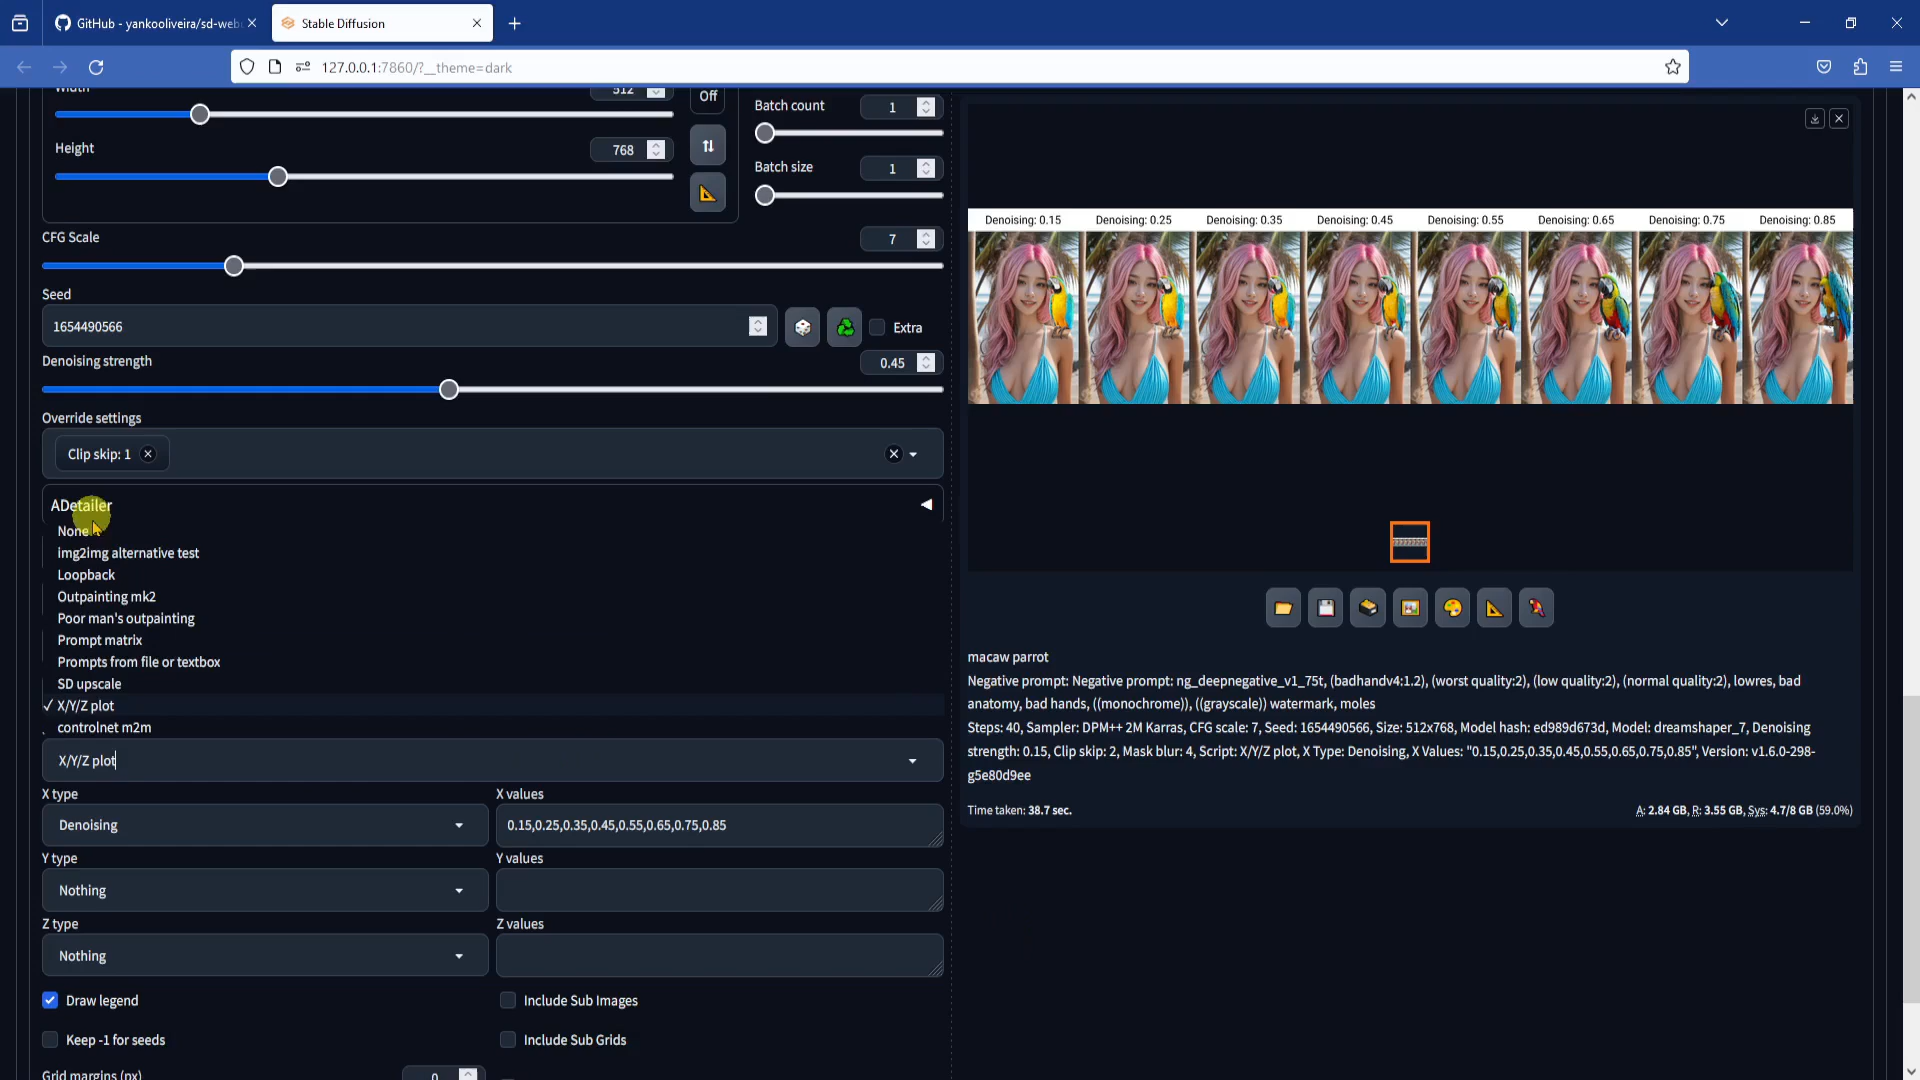 GitHub - yankooliveira/sd-web
Stable Diffusion
127.0.0.1:7860/?__theme=dark
Width
512
Off
Height
768
Batch count
1
Batch size
1
CFG Scale
7
Seed
1654490566
Extra
Denoising strength
0.45
Override settings
Clip skip: 1
ADetailer
None
img2img alternative test
Loopback
Outpainting mk2
Poor man's outpainting
Prompt matrix
Prompts from file or textbox
SD upscale
✓ X/Y/Z plot
controlnet m2m
X/Y/Z plot
X type
X values
Denoising
0.15,0.25,0.35,0.45,0.55,0.65,0.75,0.85
Y type
Y values
Nothing
Z type
Z values
Nothing
Draw legend
Include Sub Images
Keep -1 for seeds
Include Sub Grids
Grid margins (px)
0
Denoising: 0.15 Denoising: 0.25 Denoising: 0.35 Denoising: 0.45 Denoising: 0.55 Denoising: 0.65 Denoising: 0.75 Denoising: 0.85
macaw parrot
Negative prompt: Negative prompt: ng_deepnegative_v1_75t, (badhandv4:1.2), (worst quality:2), (low quality:2), (normal quality:2), lowres, bad
anatomy, bad hands, ((monochrome)), ((grayscale)) watermark, moles
Steps: 40, Sampler: DPM++ 2M Karras, CFG scale: 7, Seed: 1654490566, Size: 512x768, Model hash: ed989d673d, Model: dreamshaper_7, Denoising
strength: 0.15, Clip skip: 2, Mask blur: 4, Script: X/Y/Z plot, X Type: Denoising, X Values: "0.15,0.25,0.35,0.45,0.55,0.65,0.75,0.85", Version: v1.6.0-298-
g5e80d9ee
Time taken: 38.7 sec.
A: 2.84 GB, R: 3.55 GB, Sys: 4.7/8 GB (59.0%)